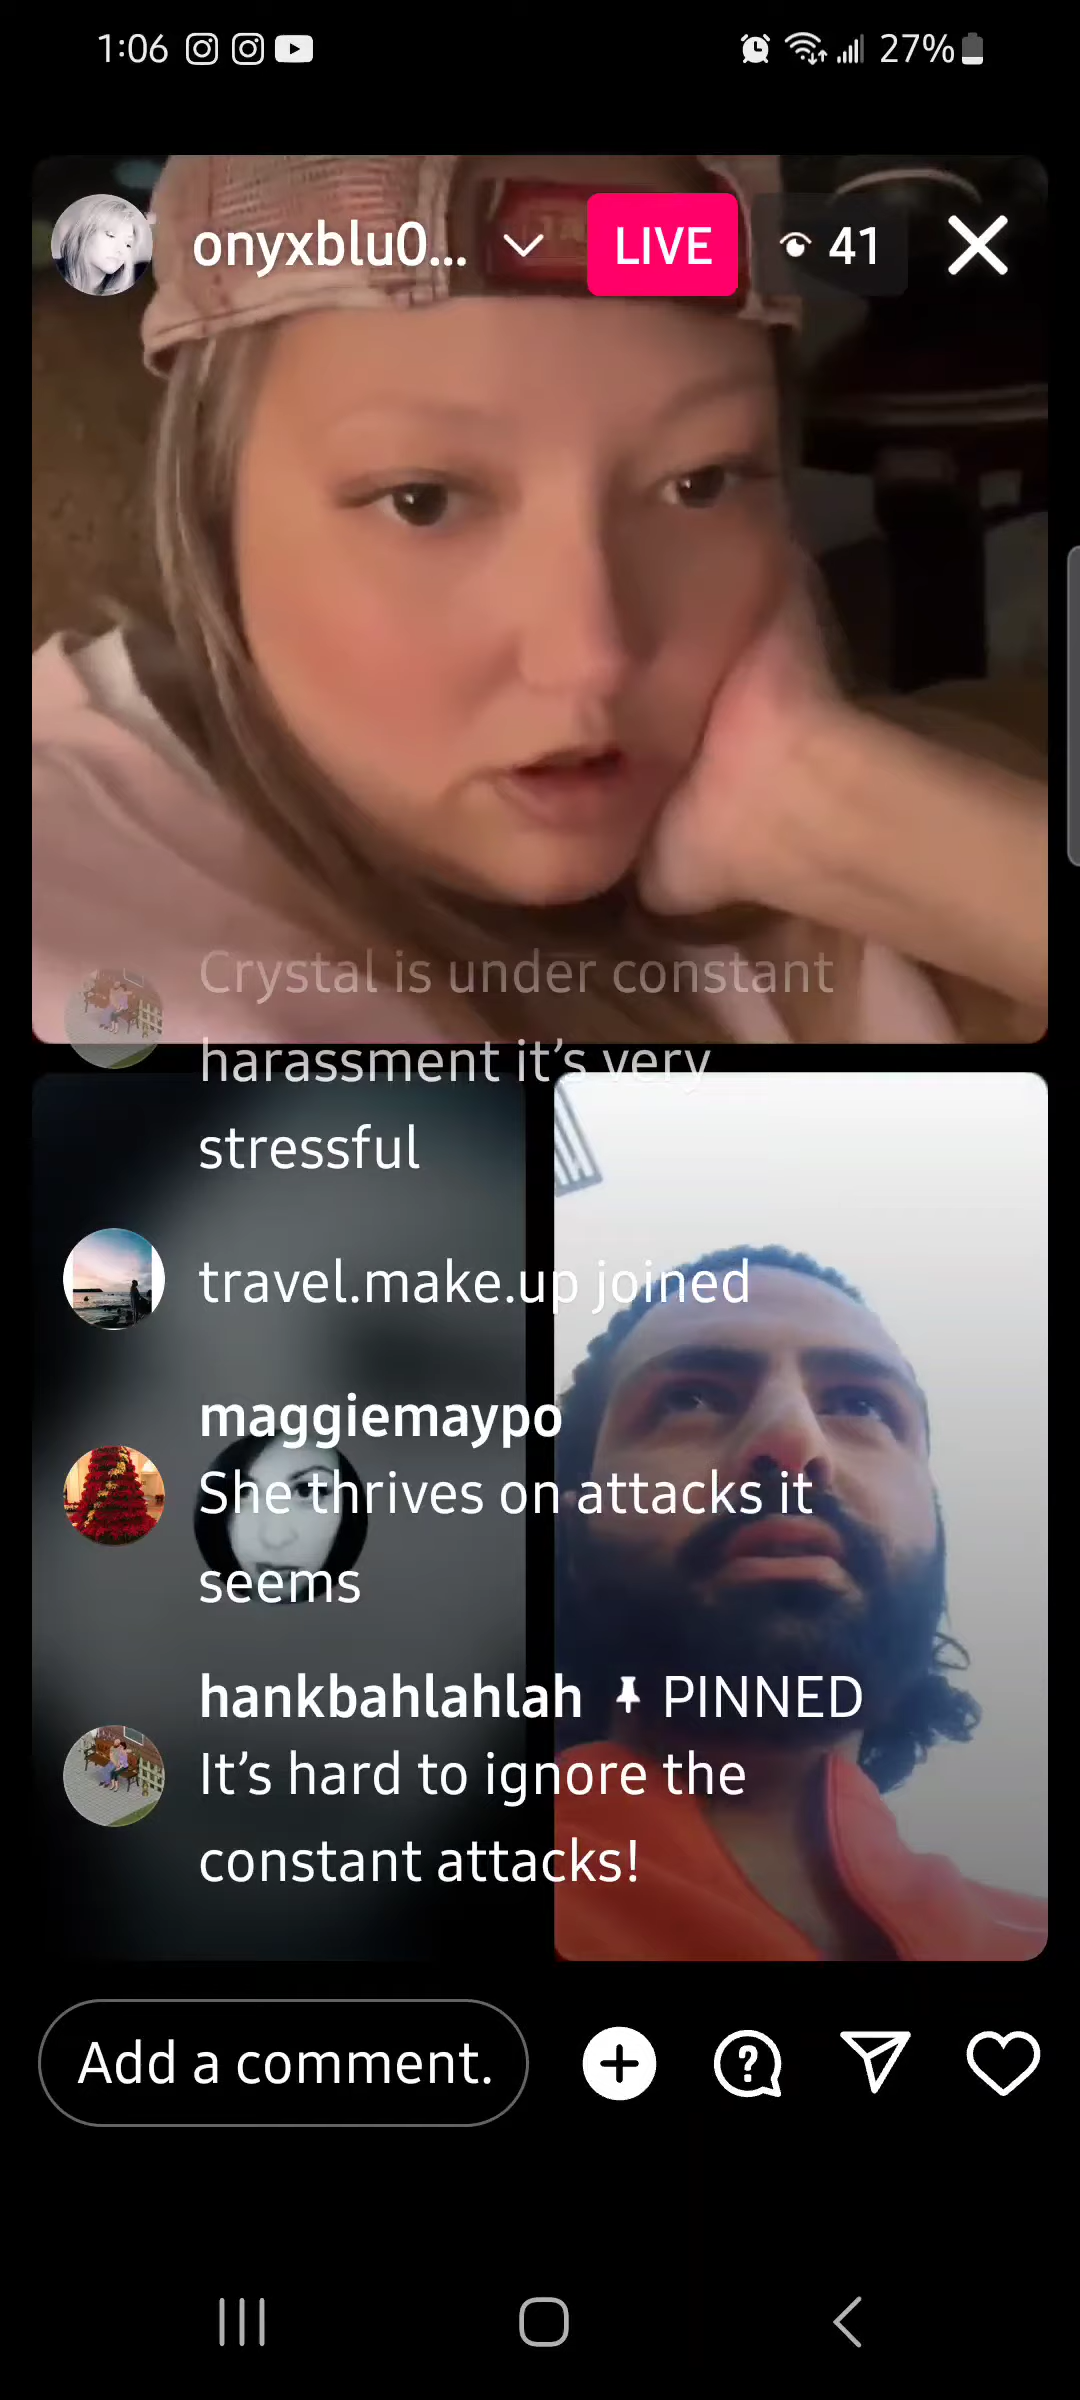 1:06
27%
onyxblu0...
LIVE
41
Crystal is under constant
harassment it's very
stressful
travel.make.up joined
maggiemaypo
She thrives on attacks it
seems
hankbahlahlah PINNED
It's hard to ignore the
constant attacks!
Add a comment.